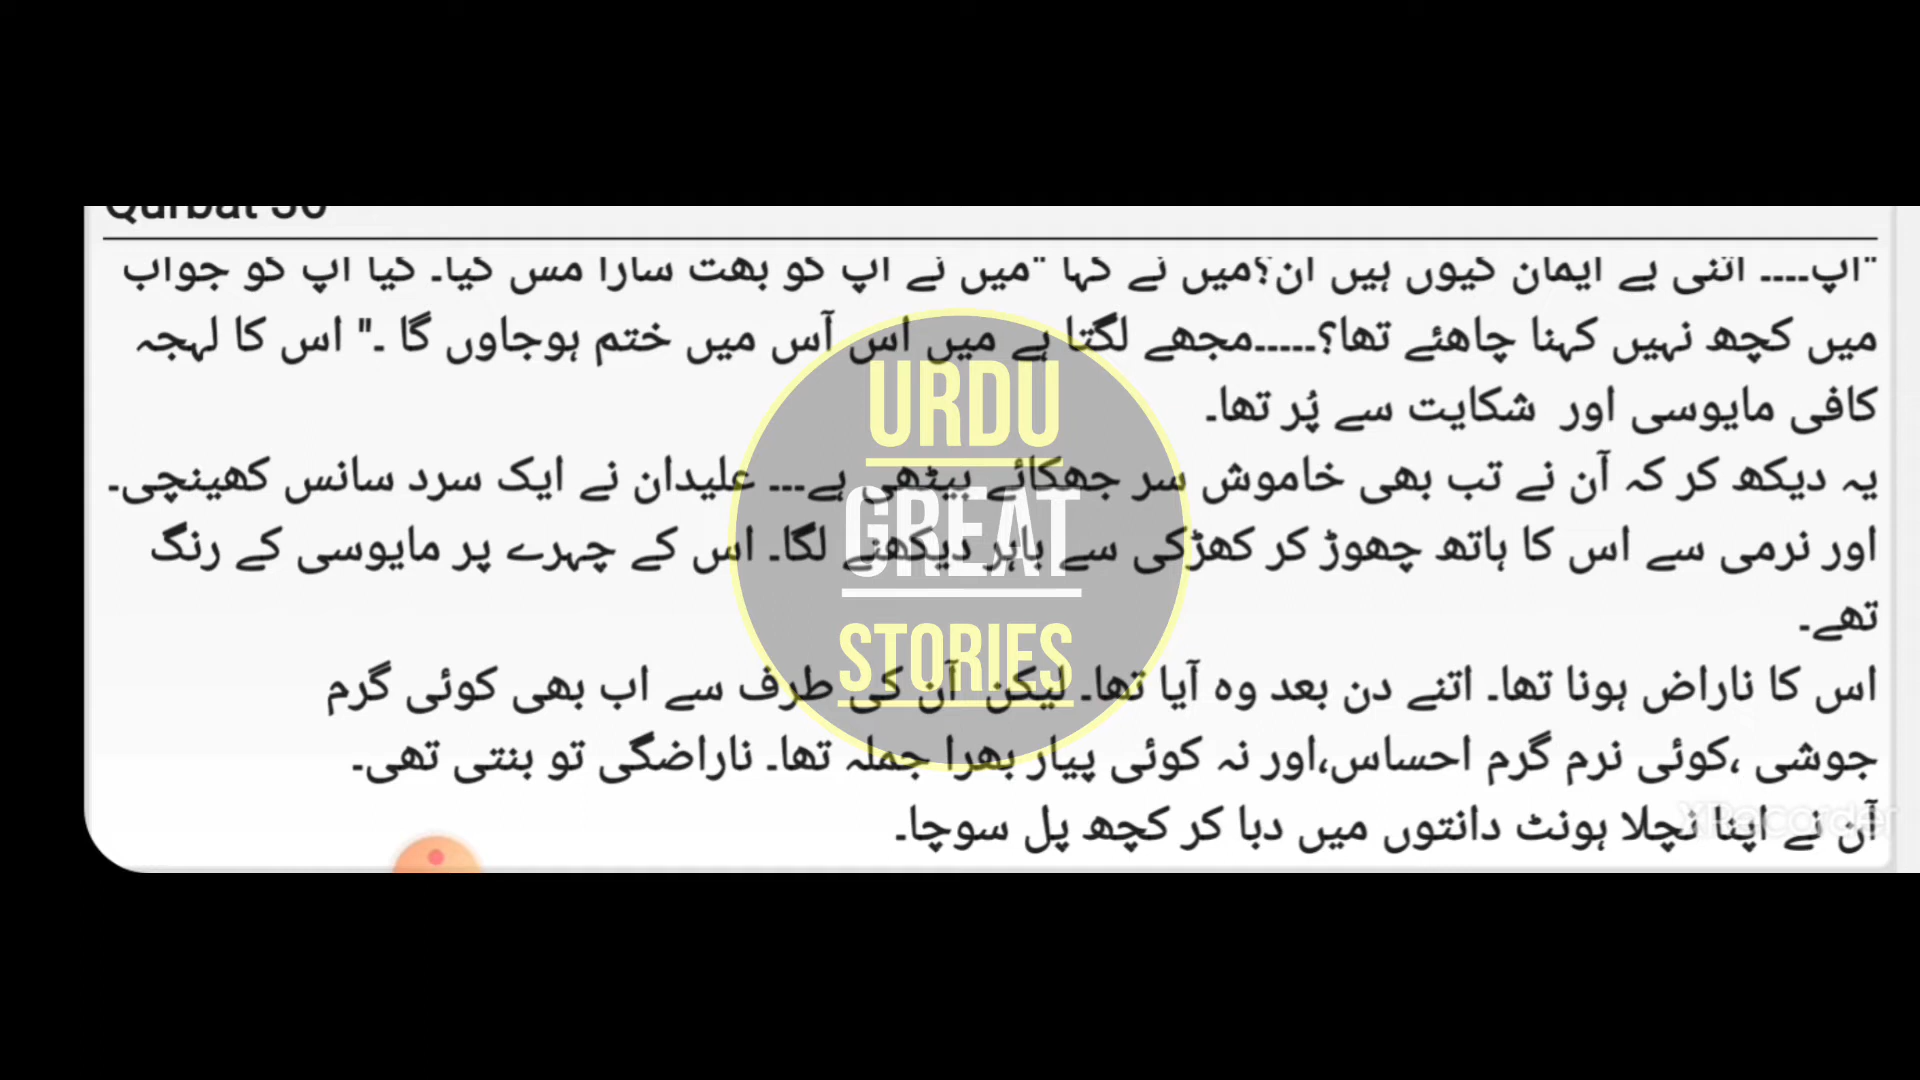 Qurbat 36
"آپ۔۔۔۔ اتنی بے ایمان کیوں ہیں آن؟میں نے کہا "میں نے آپ کو بھت سارا مس کیا۔ کیا آپ کو جواب
میں کچھ نہیں کہنا چاھئے تھا؟۔۔۔۔۔مجھے لگتا ہے میں اس آس میں ختم ہوجاوں گا ۔" اس کا لہجہ
کافی مایوسی اور شکایت سے پُر تھا۔
یہ دیکھ کر کہ آن نے تب بھی خاموش سر جھکائے بیٹھی ہے۔۔۔ علیدان نے ایک سرد سانس کھینچی۔
اور نرمی سے اس کا ہاتھ چھوڑ کر کھڑکی سے باہر دیکھنے لگا۔ اس کے چہرے پر مایوسی کے رنگ
تھے۔
اس کا ناراض ہونا تھا۔ اتنے دن بعد وہ آیا تھا۔ لیکن آن کی طرف سے اب بھی کوئی گرم
جوشی ،کوئی نرم گرم احساس،اور نہ کوئی پیار بھرا جملہ تھا۔ ناراضگی تو بنتی تھی۔
آن نے اپنا نچلا ہونٹ دانتوں میں دبا کر کچھ پل سوچا۔
URDU
GREAT
STORIES
XRecorder